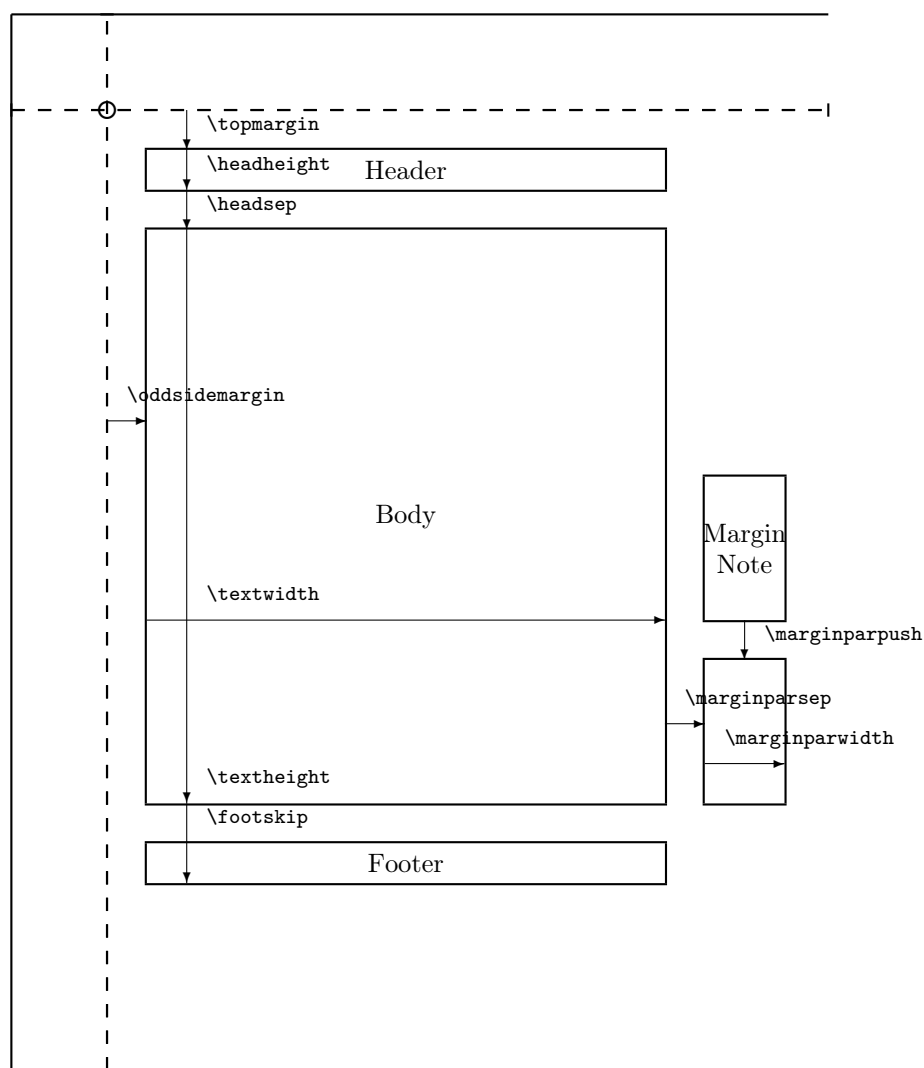 \topmargin
\headheight
Header
\headsep
\oddsidemargin
Body
Margin
Note
\textwidth
\marginparpush
\marginparsep
\marginparwidth
\textheight
\footskip
Footer